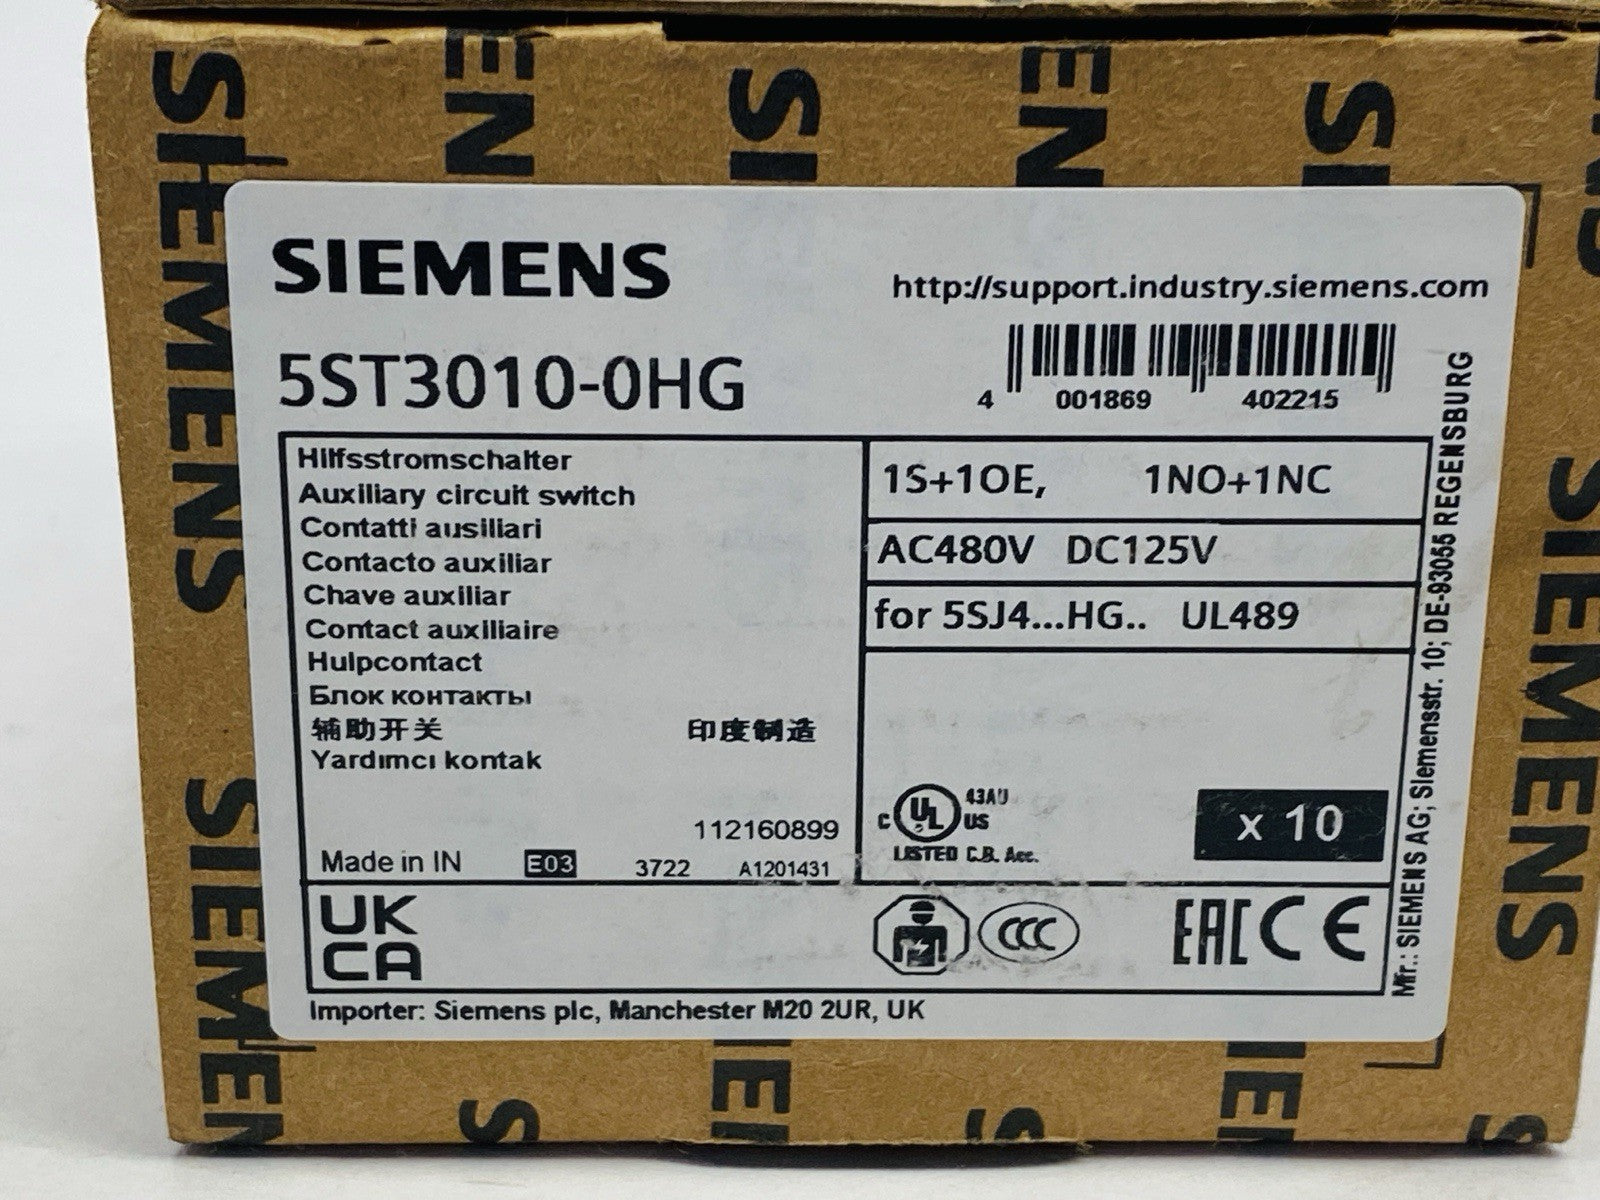 SIEMENS
http://support.industry.siemens.com
5ST3010-0HG
4 001869 402215
Hilfsstromschalter
Auxiliary circuit switch
Contatti ausiliari
Contacto auxiliar
Chave auxiliar
Contact auxiliaire
Hulpcontact
Блок контакты
辅助开关 印度制造
Yardımcı kontak
112160899
Made in IN E03 3722 A1201431
1S+1OE, 1NO+1NC
AC480V DC125V
for 5SJ4...HG.. UL489
43AU
C UL US
LISTED C.B. Acc.
x 10
UK
CA
CCC
EAC CE
Importer: Siemens plc, Manchester M20 2UR, UK
Mfr.: SIEMENS AG; Siemensstr. 10; DE-93055 REGENSBURG
SIEMENS
SIEMENS
SIEMENS